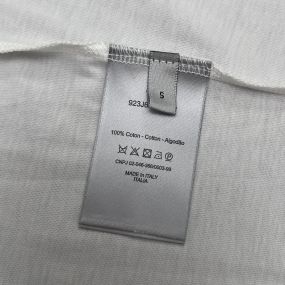 S
923J6
100% Coton - Cotton - Algodão
MADE IN ITALY
ITALIA